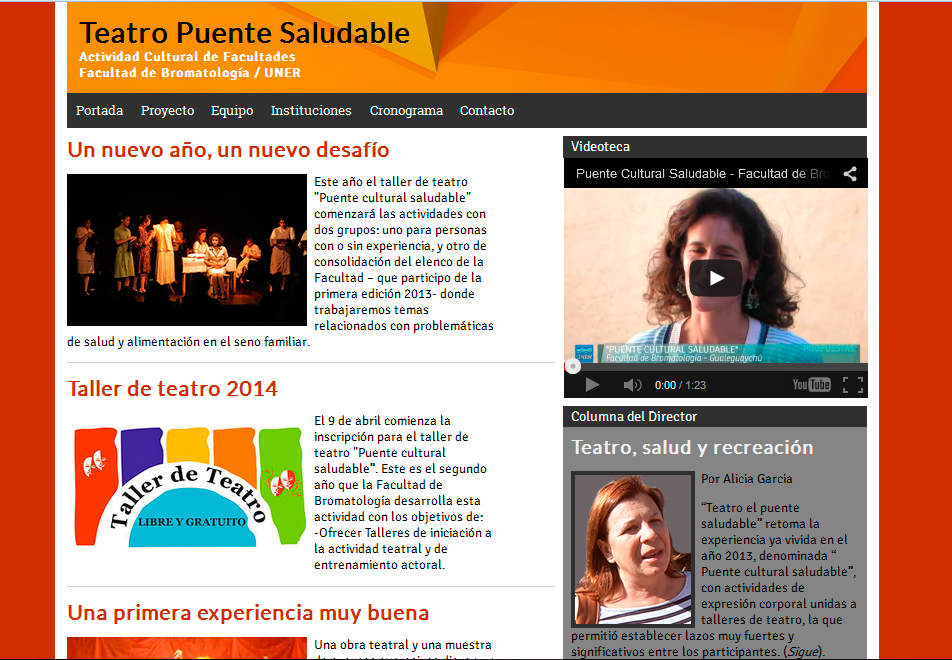 Teatro Puente Saludable
Actividad Cultural de Facultades
Facultad de Bromatología / UNER
Portada Proyecto Equipo Instituciones Cronograma Contacto
Un nuevo año, un nuevo desafío
Este año el taller de teatro
"Puente cultural saludable"
comenzará las actividades con
dos grupos: uno para personas
con o sin experiencia, y otro de
consolidación del elenco de la
Facultad – que participo de la
primera edición 2013- donde
trabajaremos temas
relacionados con problemáticas
de salud y alimentación en el seno familiar.
Taller de teatro 2014
Taller de Teatro
LIBRE Y GRATUITO
El 9 de abril comienza la
inscripción para el taller de
teatro "Puente cultural
saludable". Este es el segundo
año que la Facultad de
Bromatología desarrolla esta
actividad con los objetivos de:
-Ofrecer Talleres de iniciación a
la actividad teatral y de
entrenamiento actoral.
Una primera experiencia muy buena
Una obra teatral y una muestra
Videoteca
Puente Cultural Saludable - Facultad de Bro
UNER
"PUENTE CULTURAL SALUDABLE"
Facultad de Bromatología - Gualeguaychú
0:00 / 1:23
YouTube
Columna del Director
Teatro, salud y recreación
Por Alicia Garcia
“Teatro el puente
saludable” retoma la
experiencia ya vivida en el
año 2013, denominada “
Puente cultural saludable”,
con actividades de
expresión corporal unidas a
talleres de teatro, la que
permitió establecer lazos muy fuertes y
significativos entre los participantes. (Sigue).